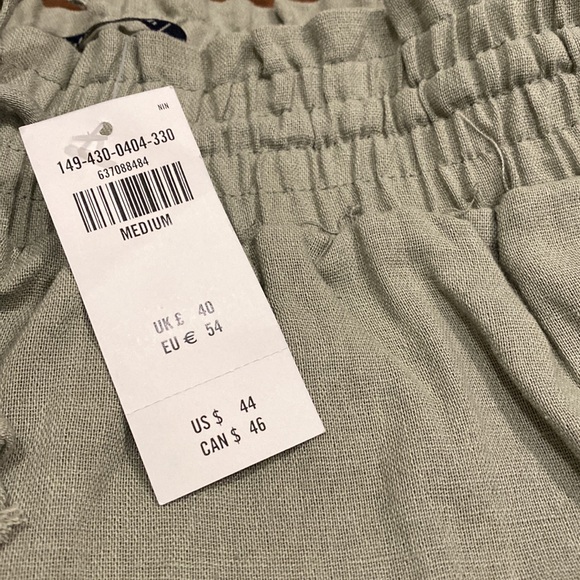 NIN
149-430-0404-330
637088484
MEDIUM
UK £ 40
EU € 54
US $ 44
CAN $ 46